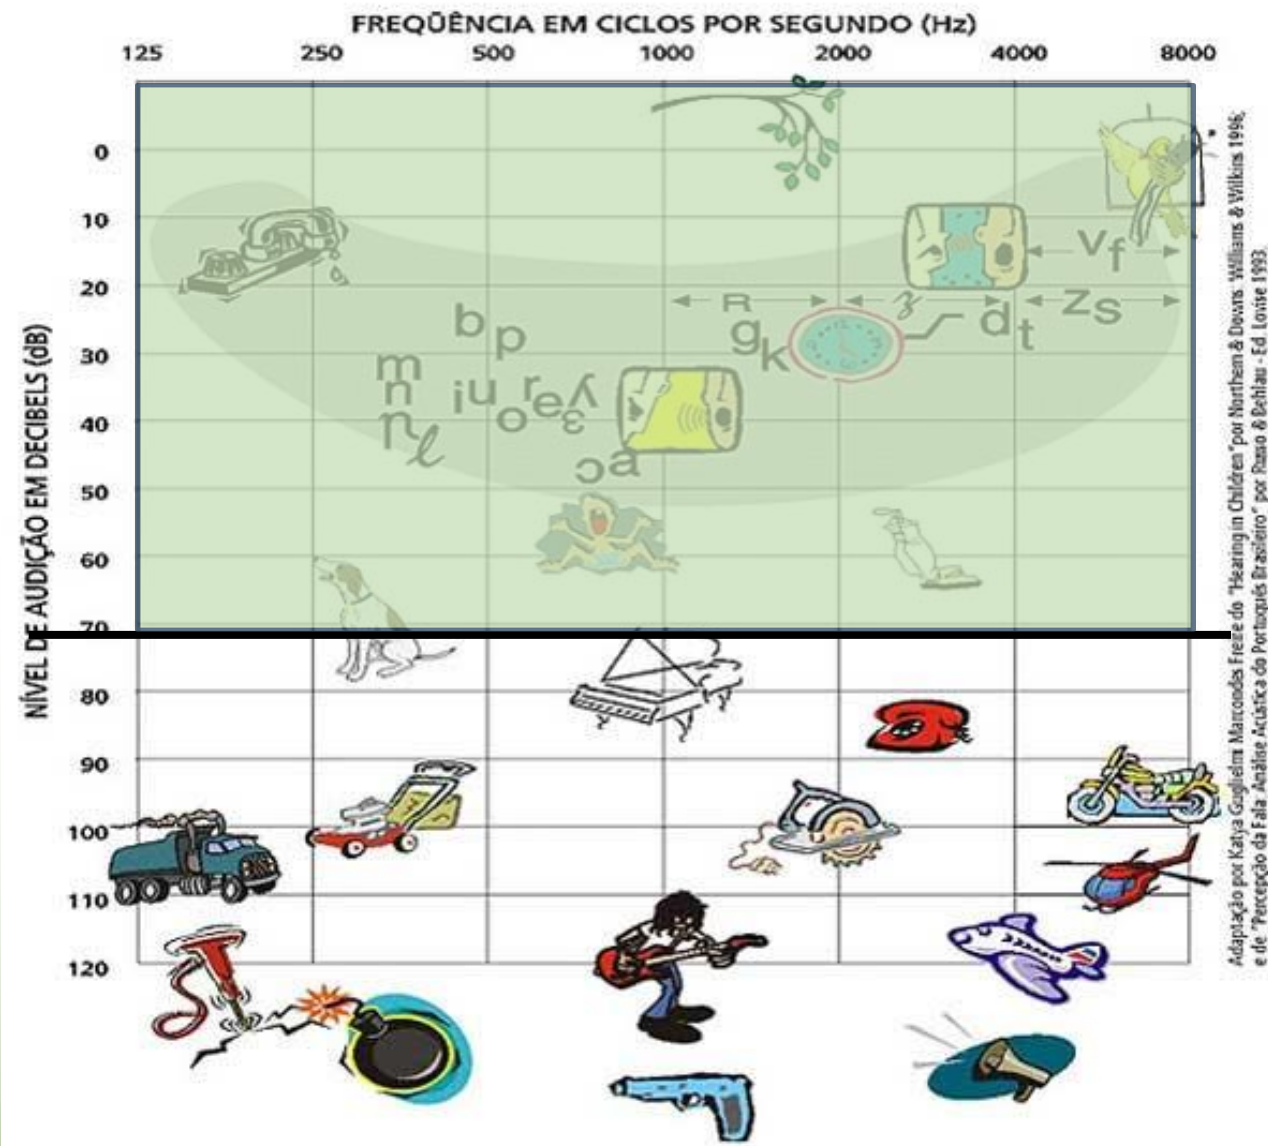 FREQÜÊNCIA EM CICLOS POR SEGUNDO (Hz)
125 250 500 1000 2000 4000 8000
NÍVEL DE AUDIÇÃO EM DECIBELS (dB)
0
10
v f
20
R z z s
b p g k d t
30
m
n i u o r e ʎ ɛ
40
ɲ ℓ
ɔ a
50
60
70
80
90
100
110
120
Adaptação por Katya Guglielmi Marcondes Freire do "Hearing in Children" por Northern & Downs: Williams & Wilkins 1996;
e de "Percepção da Fala: Análise Acústica do Português Brasileiro" por Russo & Behlau - Ed. Lovise 1993.